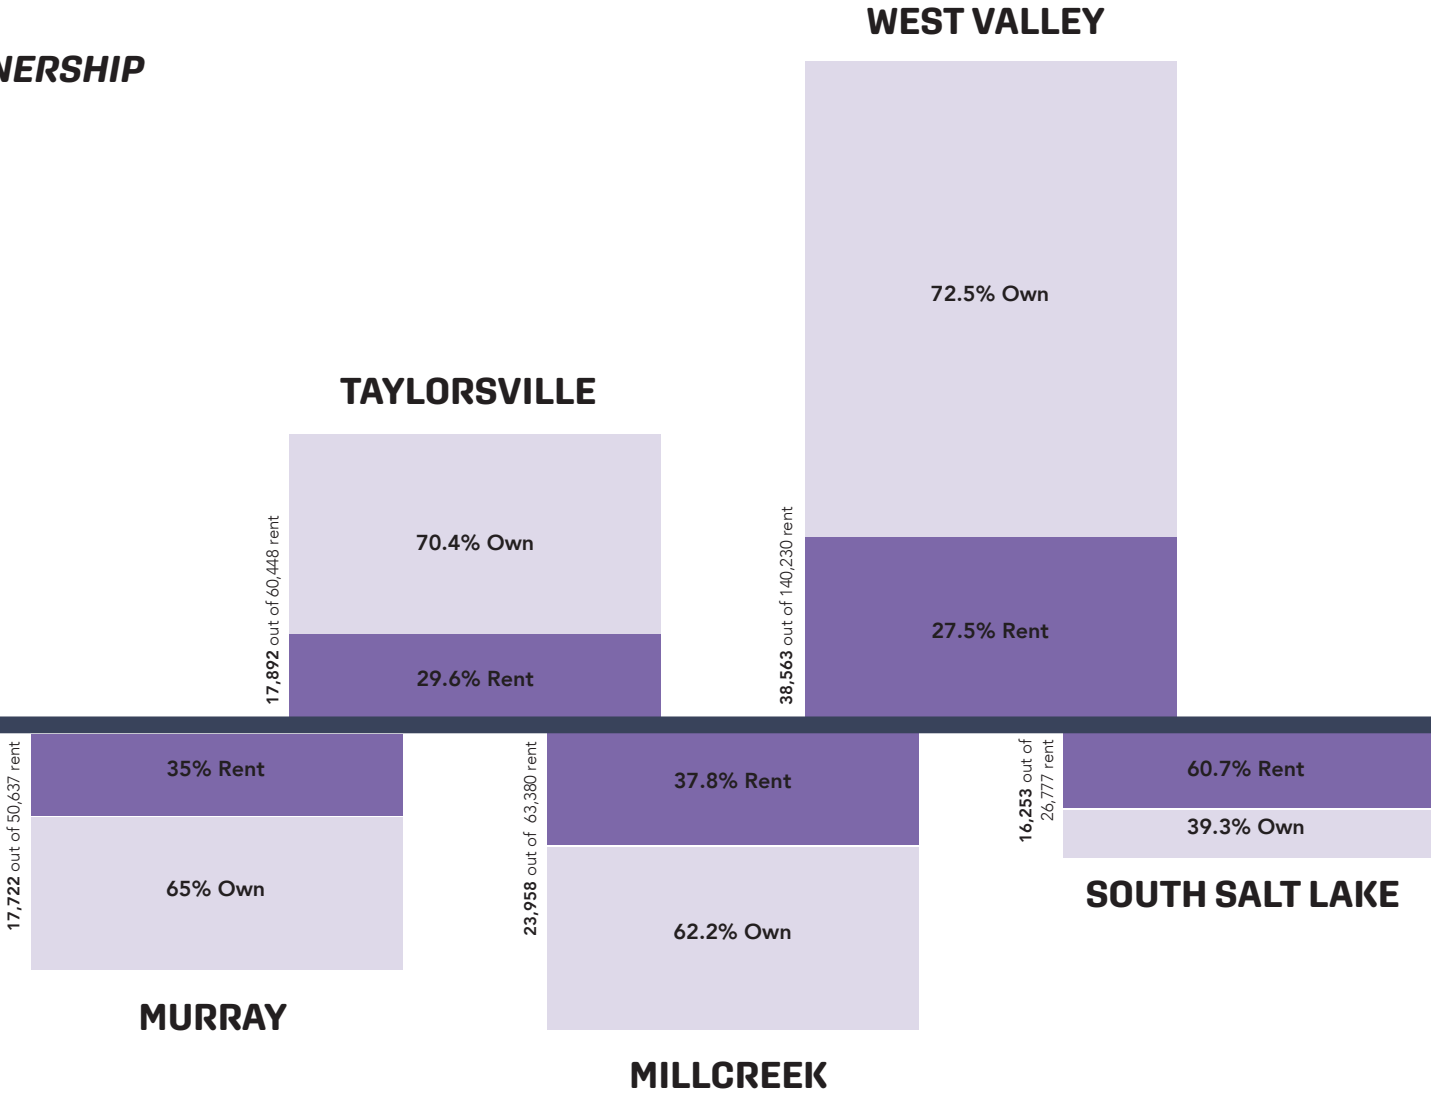 NERSHIP
WEST VALLEY
72.5% Own
27.5% Rent
38,563 out of 140,230 rent
TAYLORSVILLE
70.4% Own
29.6% Rent
17,892 out of 60,448 rent
17,722 out of 50,637 rent
35% Rent
65% Own
MURRAY
23,958 out of 63,380 rent
37.8% Rent
62.2% Own
MILLCREEK
16,253 out of
26,777 rent
60.7% Rent
39.3% Own
SOUTH SALT LAKE